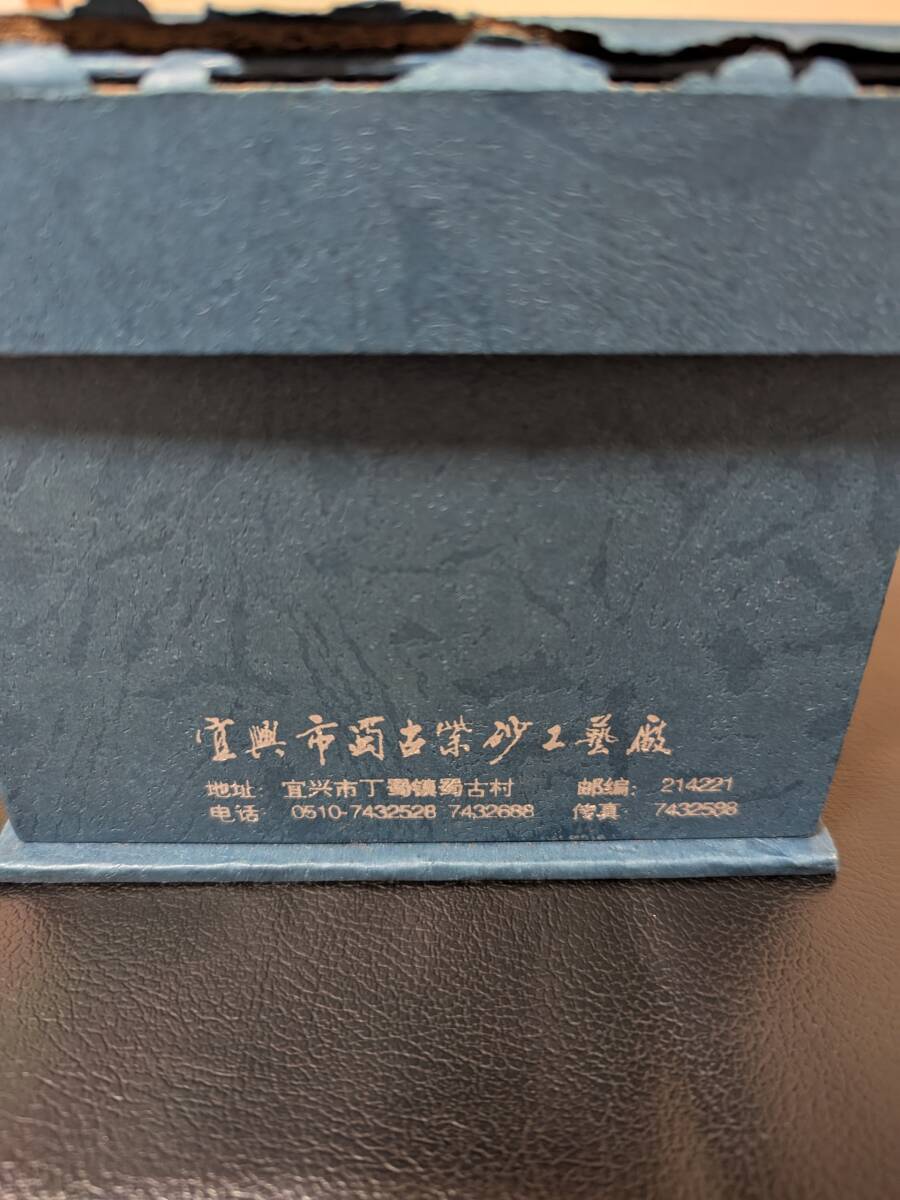 宜興市蜀古紫砂工藝廠
地址: 宜兴市丁蜀镇蜀古村 邮编: 214221
电话 0510-7432528 7432688 传真 7432598